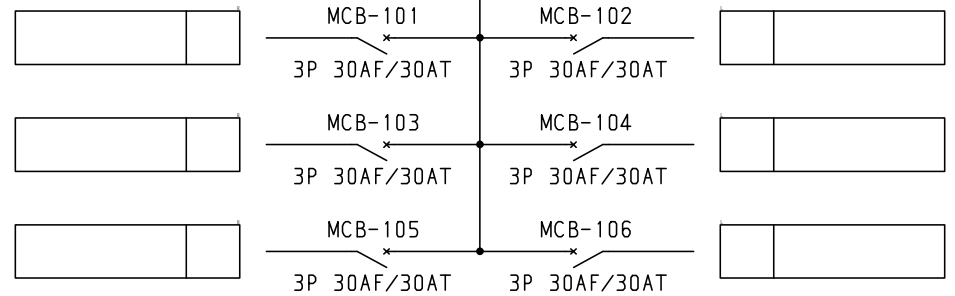 MCB-101 MCB-102
3P 30AF/30AT 3P 30AF/30AT
MCB-103 MCB-104
3P 30AF/30AT 3P 30AF/30AT
MCB-105 MCB-106
3P 30AF/30AT 3P 30AF/30AT